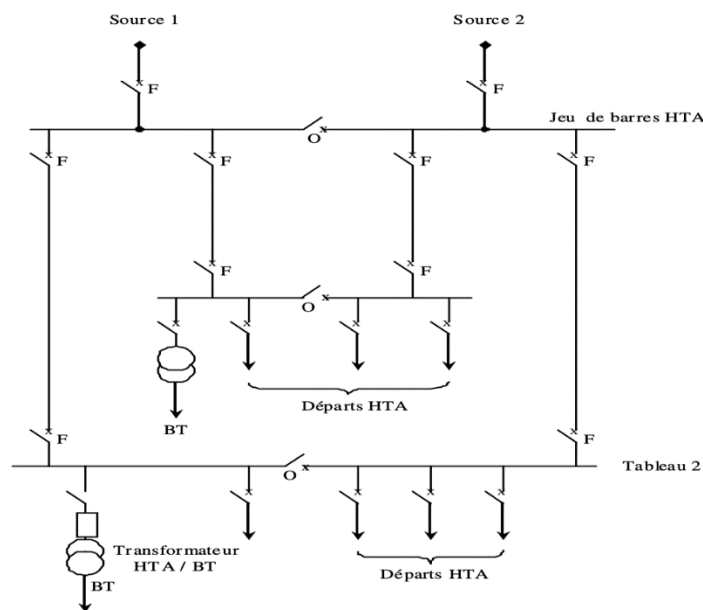 Source 1
Source 2
F
F
Jeu de barres HTA
O
F
F
F
F
F
F
O
Départs HTA
BT
F
F
O
Tableau 2
Transformateur
HTA / BT
Départs HTA
BT